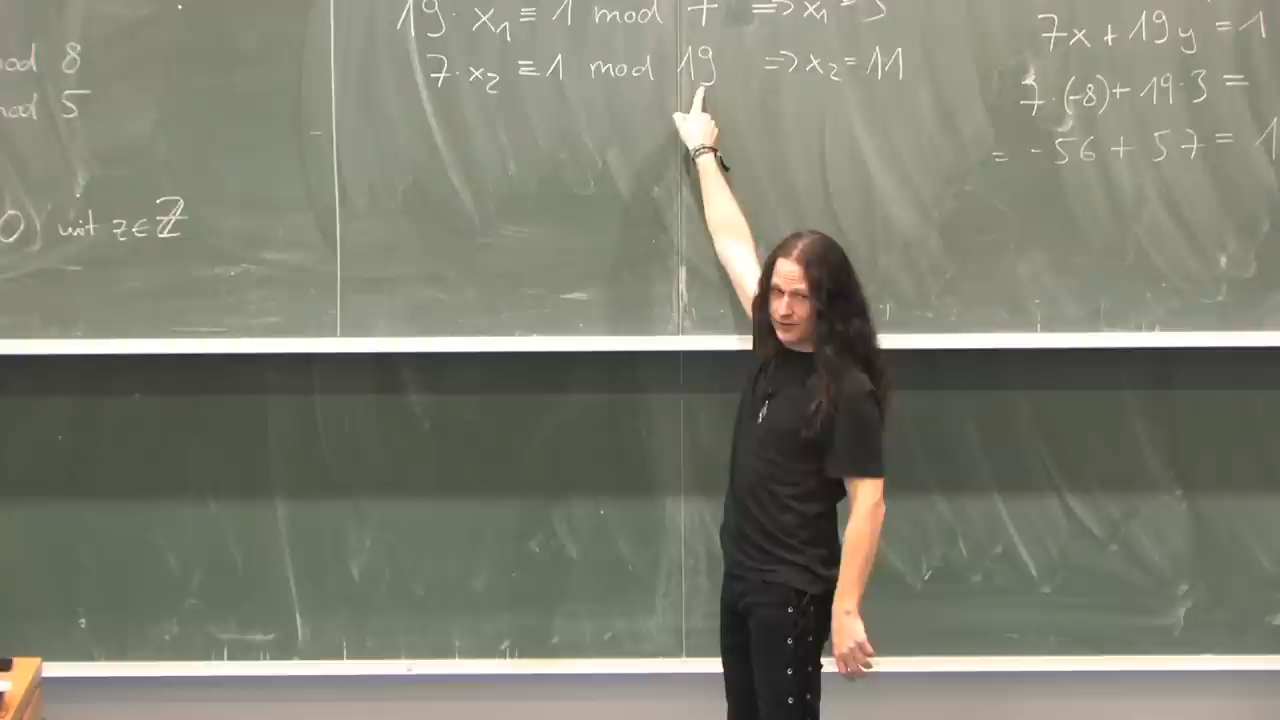 mod 8
mod 5
0) mit z∈ℤ
19·x₁ ≡ 1 mod 7 ⇒ x₁ = 3
7·x₂ ≡ 1 mod 19 ⇒ x₂ = 11
7x + 19y = 1
7·(-8) + 19·3 =
= -56 + 57 = 1